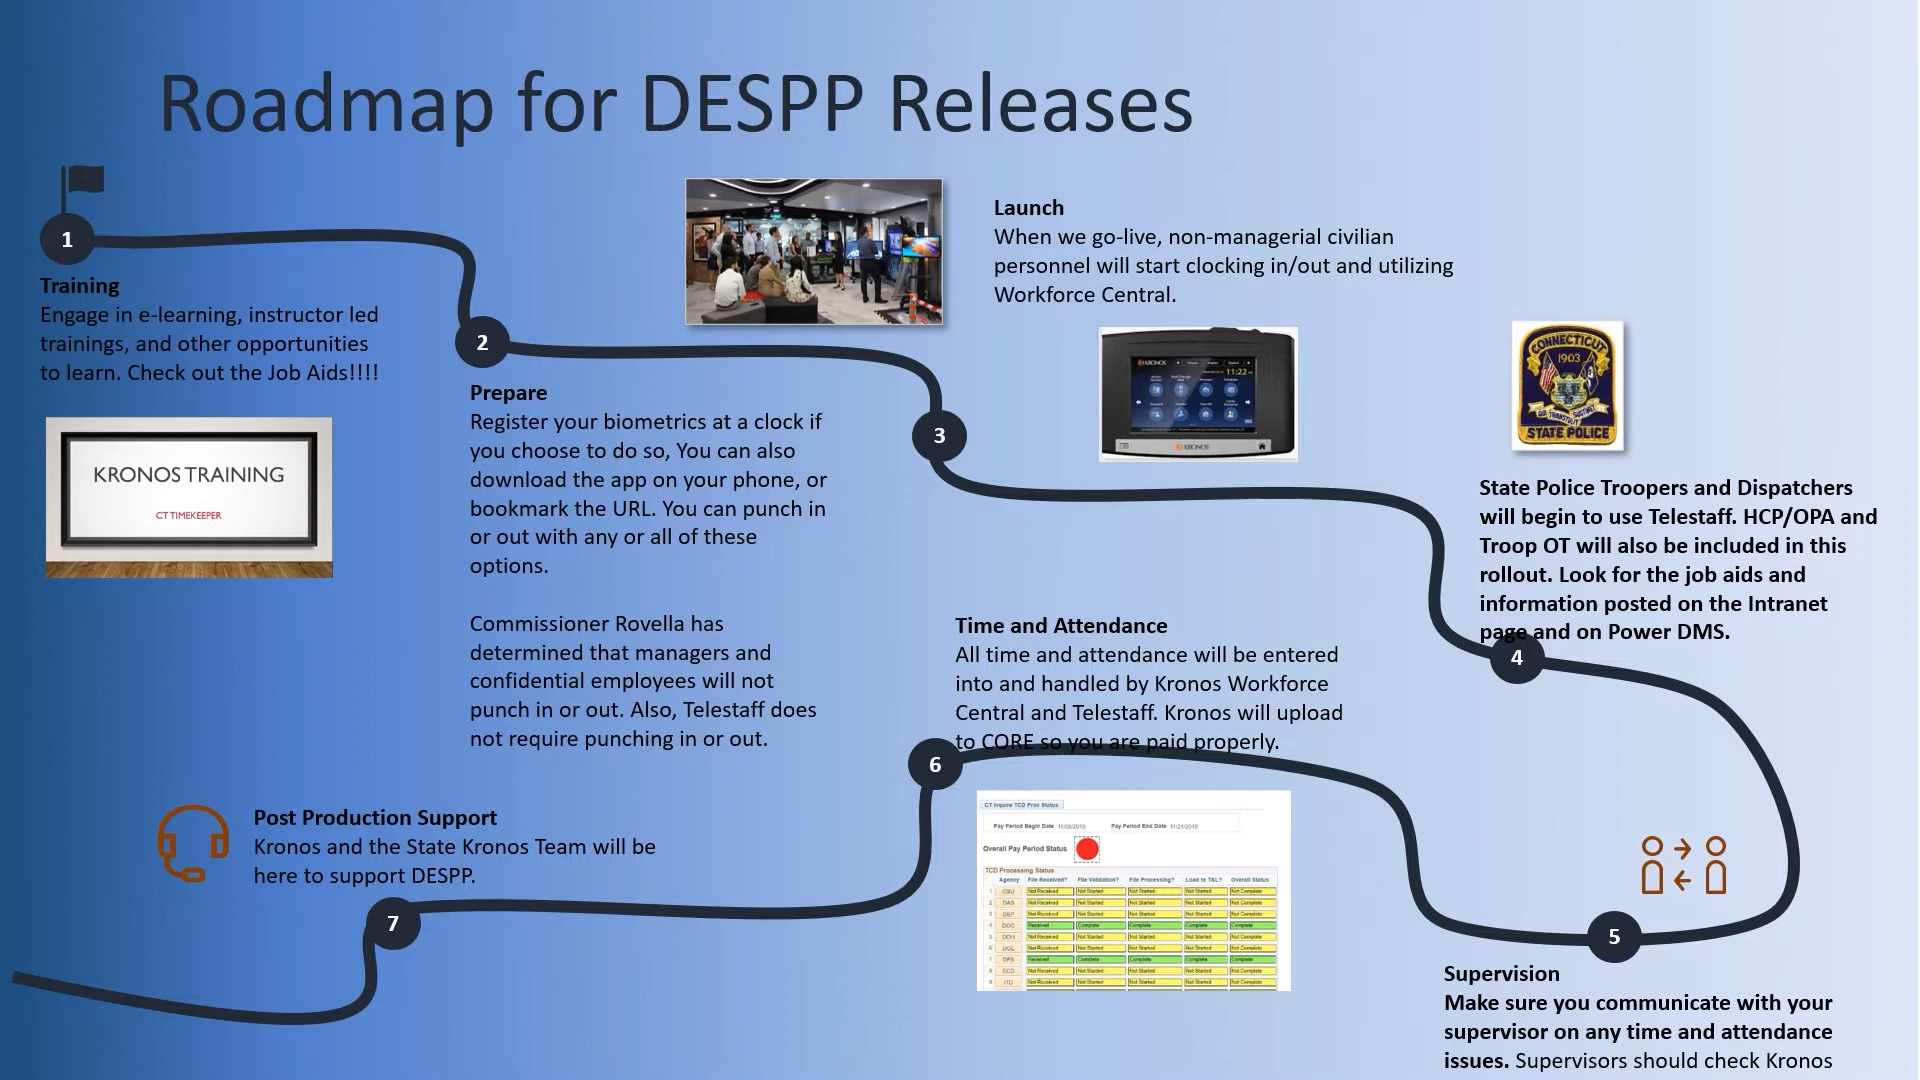 Roadmap for DESPP Releases
1
Training
Engage in e-learning, instructor led
trainings, and other opportunities
to learn. Check out the Job Aids!!!!
KRONOS TRAINING
CT TIMEKEEPER
2
Prepare
Register your biometrics at a clock if
you choose to do so, You can also
download the app on your phone, or
bookmark the URL. You can punch in
or out with any or all of these
options.
Commissioner Rovella has
determined that managers and
confidential employees will not
punch in or out. Also, Telestaff does
not require punching in or out.
Launch
When we go-live, non-managerial civilian
personnel will start clocking in/out and utilizing
Workforce Central.
3
KRONOS
11:22
KRONOS
CONNECTICUT
1903
STATE POLICE
State Police Troopers and Dispatchers
will begin to use Telestaff. HCP/OPA and
Troop OT will also be included in this
rollout. Look for the job aids and
information posted on the Intranet
page and on Power DMS.
4
5
Supervision
Make sure you communicate with your
supervisor on any time and attendance
issues. Supervisors should check Kronos
Time and Attendance
All time and attendance will be entered
into and handled by Kronos Workforce
Central and Telestaff. Kronos will upload
to CORE so you are paid properly.
6
CT Inquire TCD Proc Status
Pay Period Begin Date 11/08/2019 Pay Period End Date 11/21/2019
Overall Pay Period Status
TCD Processing Status
Agency File Received? File Validation? File Processing? Load to T&L? Overall Status
1 CSU Not Received Not Started Not Started Not Started Not Complete
2 DAS Not Received Not Started Not Started Not Started Not Complete
3 DEP Not Received Not Started Not Started Not Started Not Complete
4 DOC Received Complete Complete Complete Complete
5 DOH Not Received Not Started Not Started Not Started Not Complete
6 DOL Not Received Not Started Not Started Not Started Not Complete
7 DPS Received Complete Complete Complete Complete
8 ECD Not Received Not Started Not Started Not Started Not Complete
9 ITD Not Received Not Started Not Started Not Started Not Complete
Post Production Support
Kronos and the State Kronos Team will be
here to support DESPP.
7